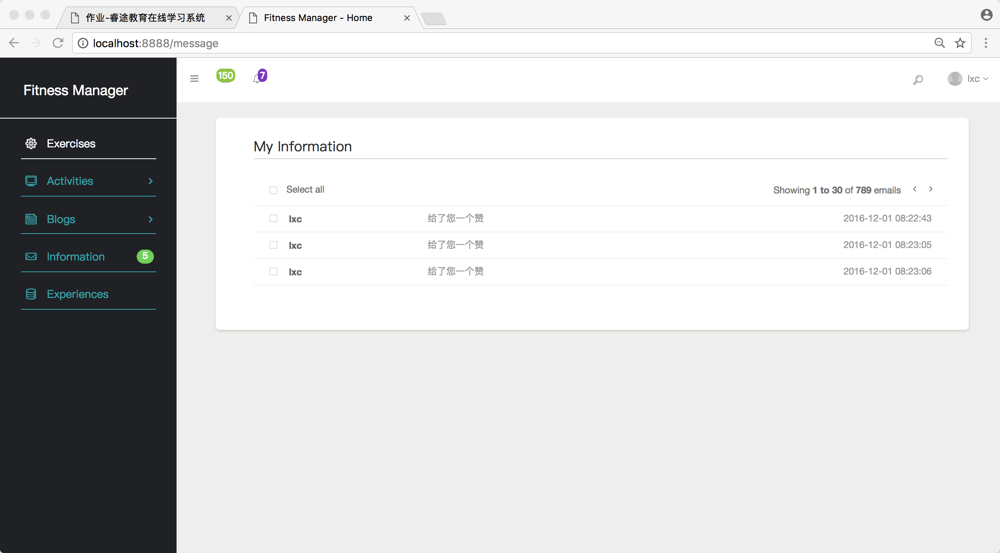 作业-睿途教育在线学习系统
Fitness Manager - Home
localhost:8888/message
Fitness Manager
150
7
lxc
Exercises
Activities
Blogs
Information 5
Experiences
My Information
Select all
Showing 1 to 30 of 789 emails
lxc 给了您一个赞 2016-12-01 08:22:43
lxc 给了您一个赞 2016-12-01 08:23:05
lxc 给了您一个赞 2016-12-01 08:23:06